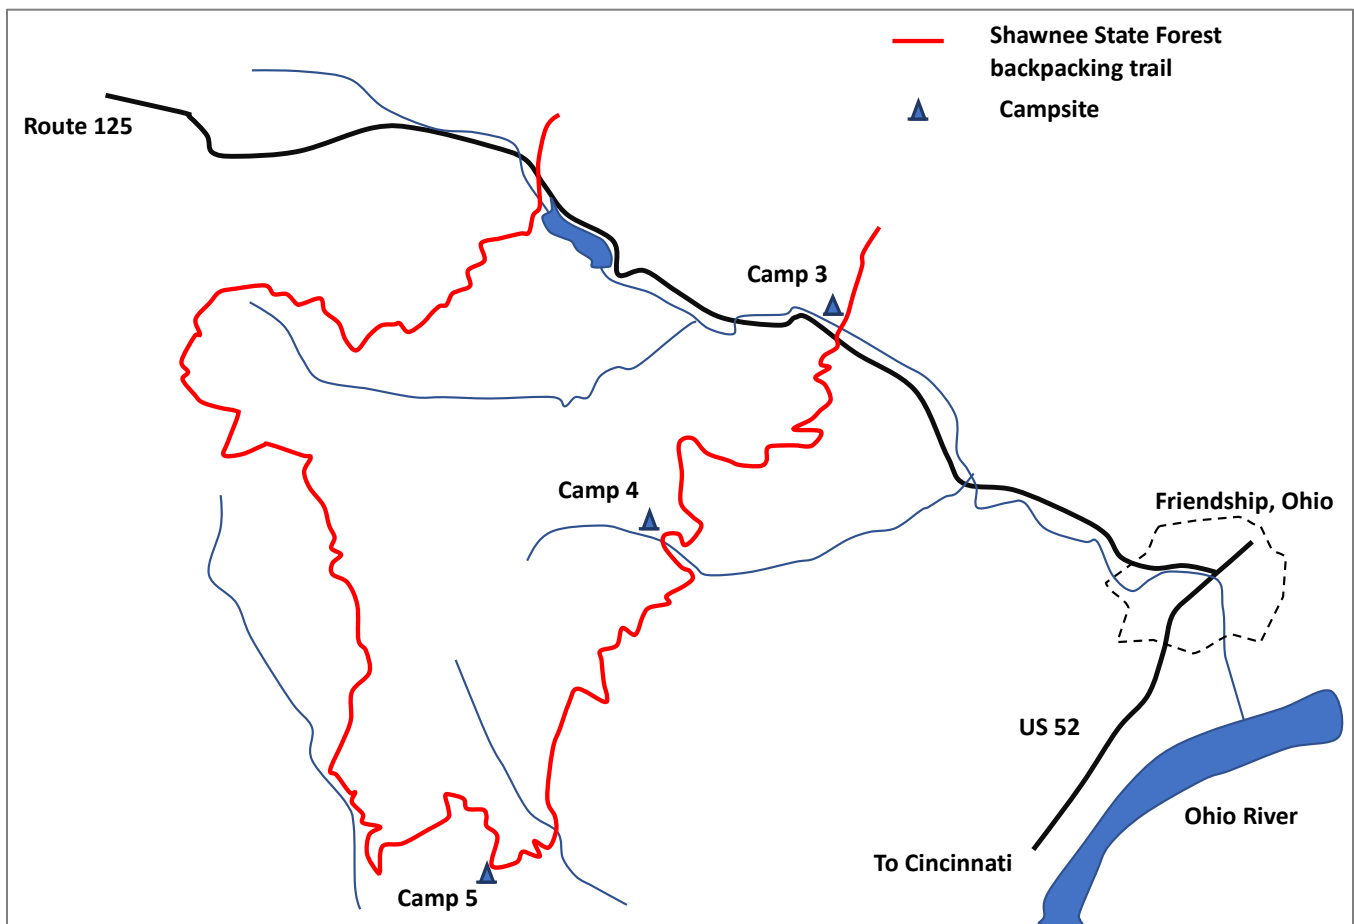 Shawnee State Forest
backpacking trail
Campsite
Route 125
Camp 3
Camp 4
Friendship, Ohio
US 52
Ohio River
To Cincinnati
Camp 5